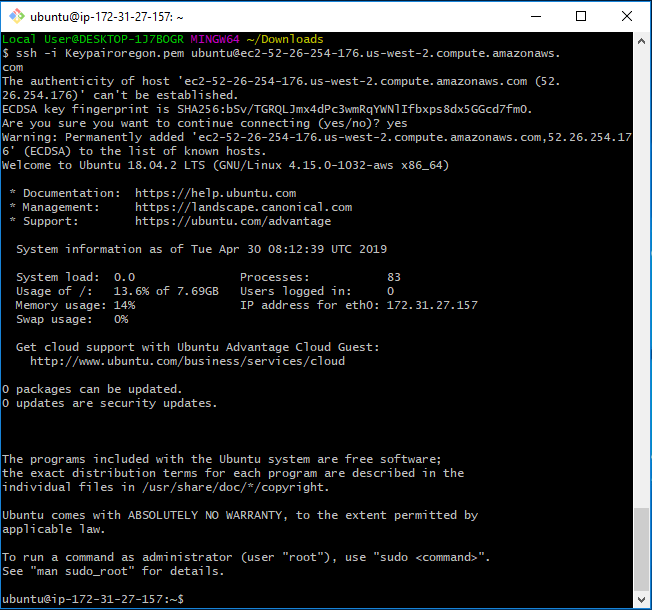 ubuntu@ip-172-31-27-157: ~
Local User@DESKTOP-1J7BOGR MINGW64 ~/Downloads
$ ssh -i Keypairoregon.pem ubuntu@ec2-52-26-254-176.us-west-2.compute.amazonaws.
com
The authenticity of host 'ec2-52-26-254-176.us-west-2.compute.amazonaws.com (52.
26.254.176)' can't be established.
ECDSA key fingerprint is SHA256:bSv/TGRQLJmx4dPc3wmRqYWNlIfbxps8dx5GGcd7fm0.
Are you sure you want to continue connecting (yes/no)? yes
Warning: Permanently added 'ec2-52-26-254-176.us-west-2.compute.amazonaws.com,52.26.254.17
6' (ECDSA) to the list of known hosts.
Welcome to Ubuntu 18.04.2 LTS (GNU/Linux 4.15.0-1032-aws x86_64)
* Documentation:  https://help.ubuntu.com
* Management:     https://landscape.canonical.com
* Support:        https://ubuntu.com/advantage
System information as of Tue Apr 30 08:12:39 UTC 2019
System load:  0.0               Processes:           83
Usage of /:   13.6% of 7.69GB   Users logged in:     0
Memory usage: 14%               IP address for eth0: 172.31.27.157
Swap usage:   0%
Get cloud support with Ubuntu Advantage Cloud Guest:
http://www.ubuntu.com/business/services/cloud
0 packages can be updated.
0 updates are security updates.
The programs included with the Ubuntu system are free software;
the exact distribution terms for each program are described in the
individual files in /usr/share/doc/*/copyright.
Ubuntu comes with ABSOLUTELY NO WARRANTY, to the extent permitted by
applicable law.
To run a command as administrator (user "root"), use "sudo <command>".
See "man sudo_root" for details.
ubuntu@ip-172-31-27-157:~$